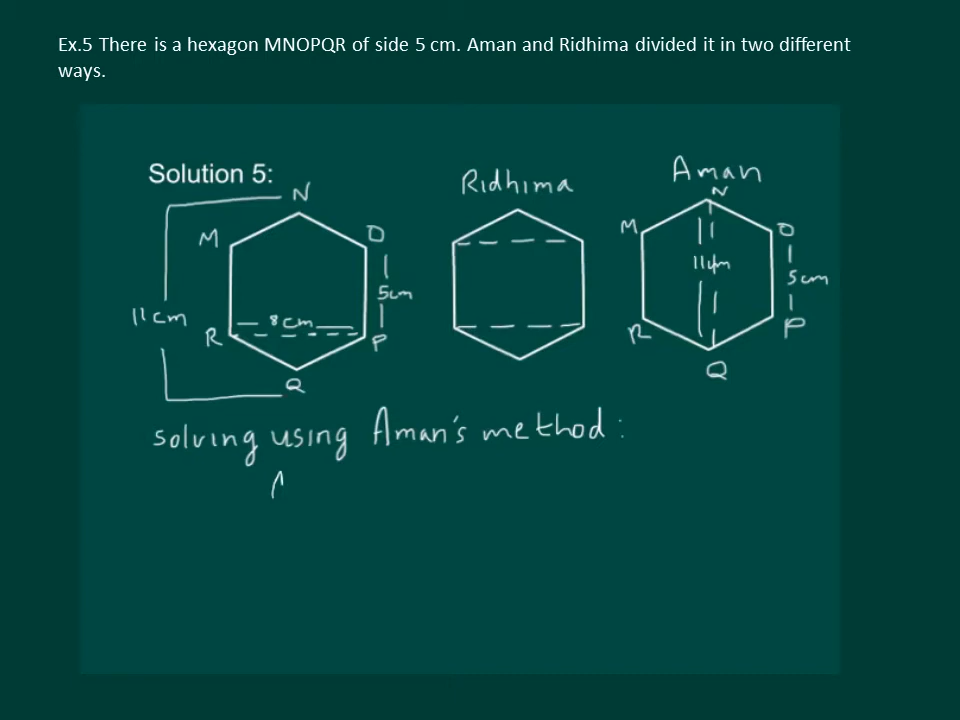 Ex.5 There is a hexagon MNOPQR of side 5 cm. Aman and Ridhima divided it in two different
ways.
Solution 5:
Ridhima
Aman
N
M
O
5cm
8cm
11cm
R
P
Q
N
M
O
11cm
5cm
R
P
Q
solving using Aman's method: